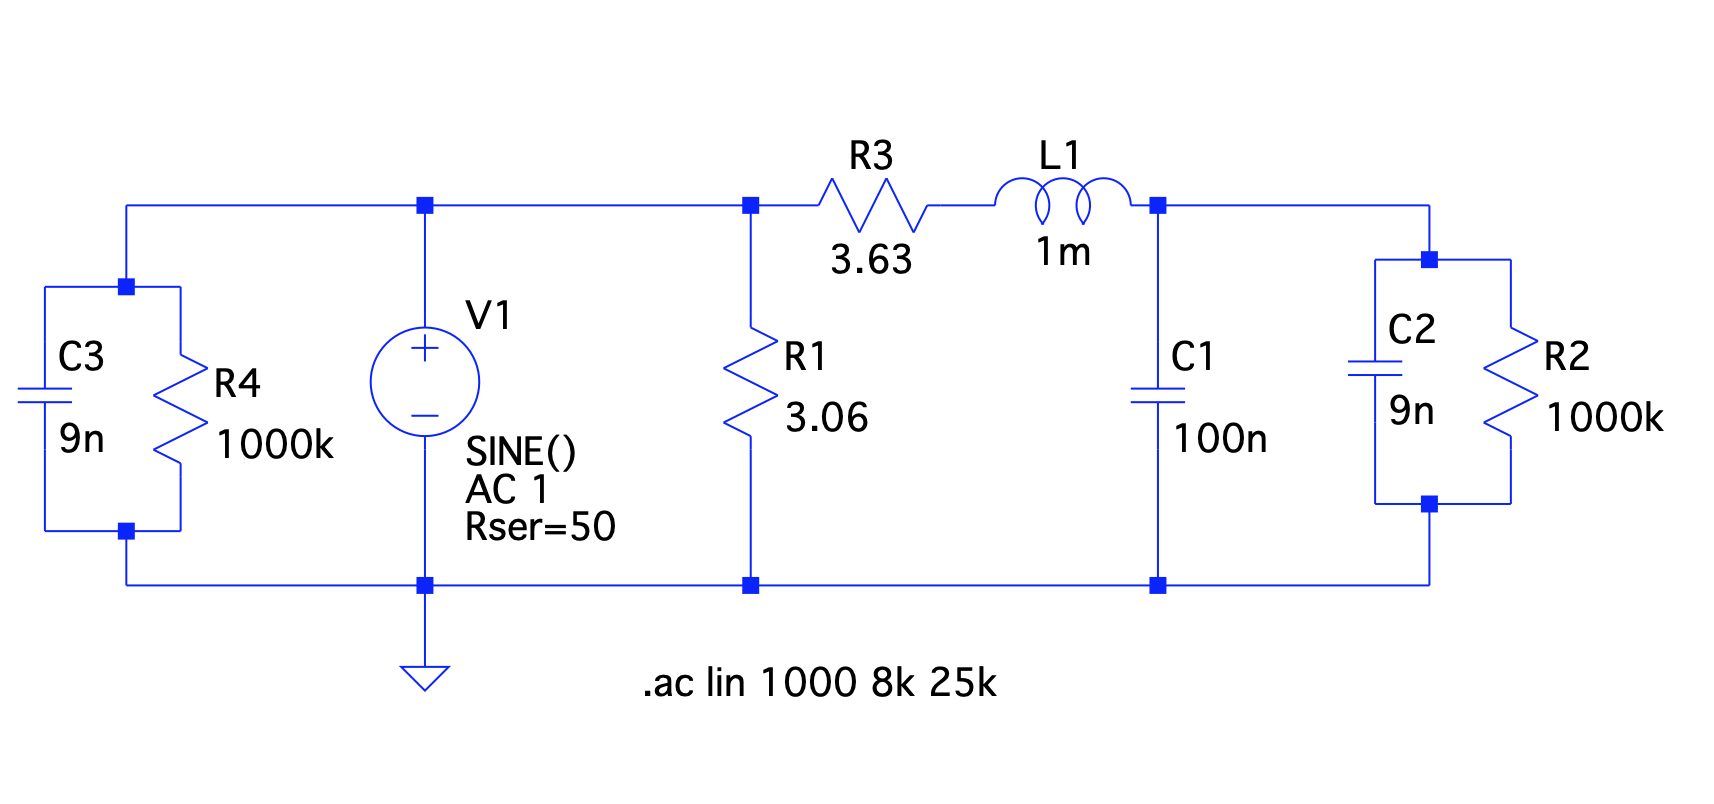 R3
L1
3.63
1m
V1
C3
R4
9n
1000k
SINE()
AC 1
Rser=50
R1
3.06
C1
100n
C2
9n
R2
1000k
.ac lin 1000 8k 25k